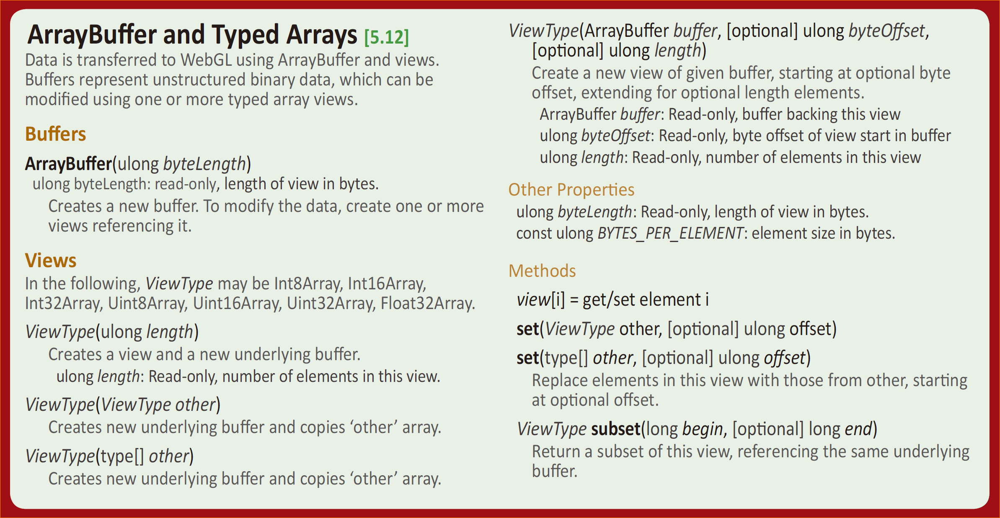 ArrayBuffer and Typed Arrays [5.12]
Data is transferred to WebGL using ArrayBuffer and views.
Buffers represent unstructured binary data, which can be
modified using one or more typed array views.
Buffers
ArrayBuffer(ulong byteLength)
ulong byteLength: read-only, length of view in bytes.
Creates a new buffer. To modify the data, create one or more
views referencing it.
Views
In the following, ViewType may be Int8Array, Int16Array,
Int32Array, Uint8Array, Uint16Array, Uint32Array, Float32Array.
ViewType(ulong length)
Creates a view and a new underlying buffer.
ulong length: Read-only, number of elements in this view.
ViewType(ViewType other)
Creates new underlying buffer and copies ‘other’ array.
ViewType(type[] other)
Creates new underlying buffer and copies ‘other’ array.
ViewType(ArrayBuffer buffer, [optional] ulong byteOffset,
[optional] ulong length)
Create a new view of given buffer, starting at optional byte
offset, extending for optional length elements.
ArrayBuffer buffer: Read-only, buffer backing this view
ulong byteOffset: Read-only, byte offset of view start in buffer
ulong length: Read-only, number of elements in this view
Other Properties
ulong byteLength: Read-only, length of view in bytes.
const ulong BYTES_PER_ELEMENT: element size in bytes.
Methods
view[i] = get/set element i
set(ViewType other, [optional] ulong offset)
set(type[] other, [optional] ulong offset)
Replace elements in this view with those from other, starting
at optional offset.
ViewType subset(long begin, [optional] long end)
Return a subset of this view, referencing the same underlying
buffer.